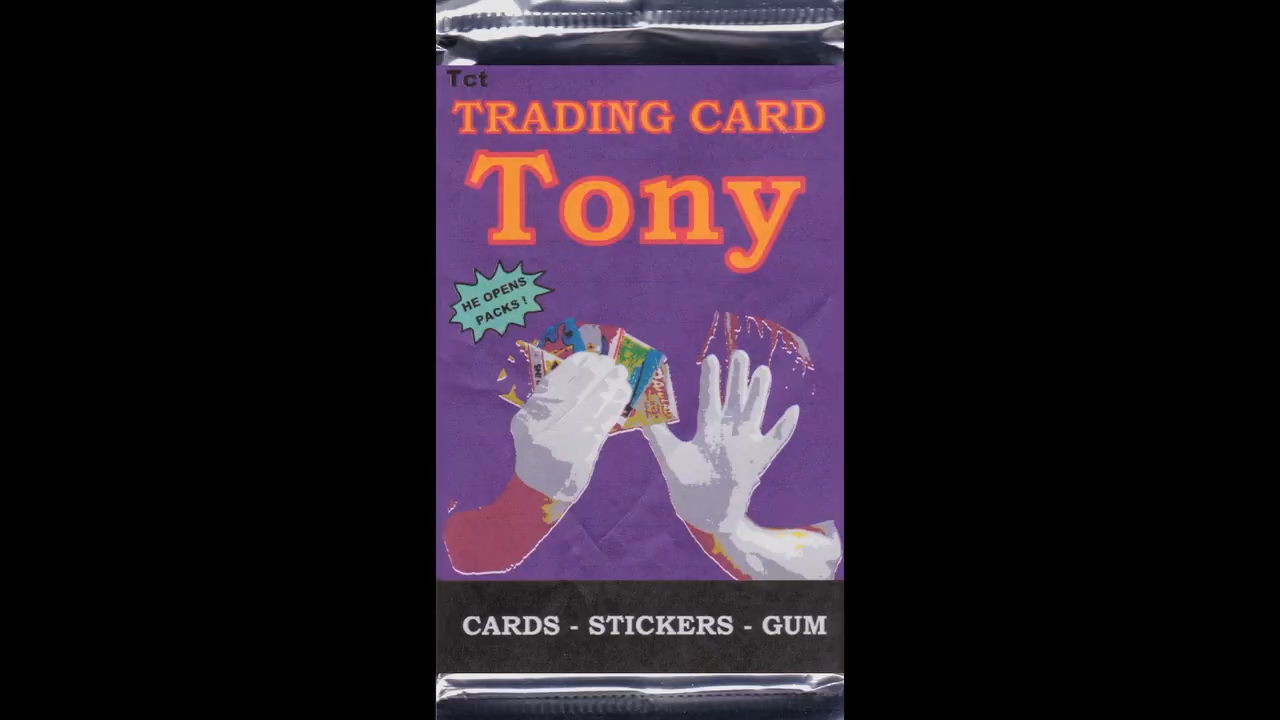 Tct
TRADING CARD
Tony
HE OPENS
PACKS !
CARDS - STICKERS - GUM